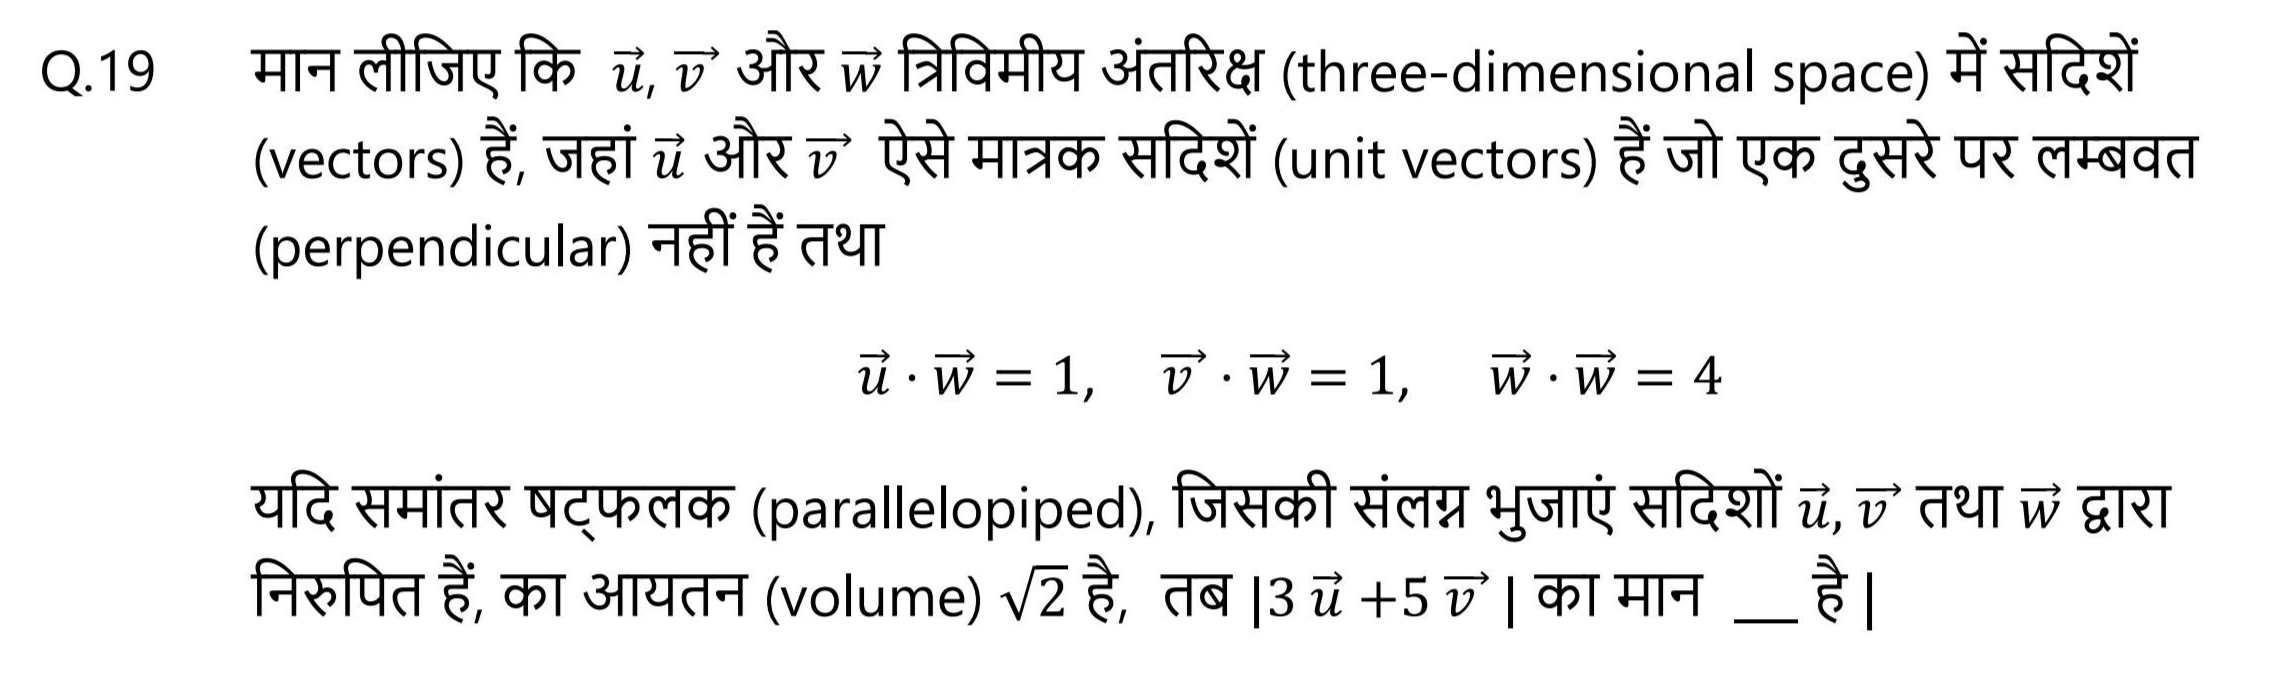 Q.19 मान लीजिए कि $\vec{u}, \vec{v}$ और $\vec{w}$ त्रिविमीय अंतरिक्ष (three-dimensional space) में सदिशें
(vectors) हैं, जहां $\vec{u}$ और $\vec{v}$ ऐसे मात्रक सदिशें (unit vectors) हैं जो एक दुसरे पर लम्बवत
(perpendicular) नहीं हैं तथा
$\vec{u} \cdot \vec{w} = 1, \quad \vec{v} \cdot \vec{w} = 1, \quad \vec{w} \cdot \vec{w} = 4$
यदि समांतर षट्फलक (parallelopiped), जिसकी संलग्न भुजाएं सदिशों $\vec{u}, \vec{v}$ तथा $\vec{w}$ द्वारा
निरुपित हैं, का आयतन (volume) $\sqrt{2}$ है, तब $|3\,\vec{u} + 5\,\vec{v}\,|$ का मान ___ है|